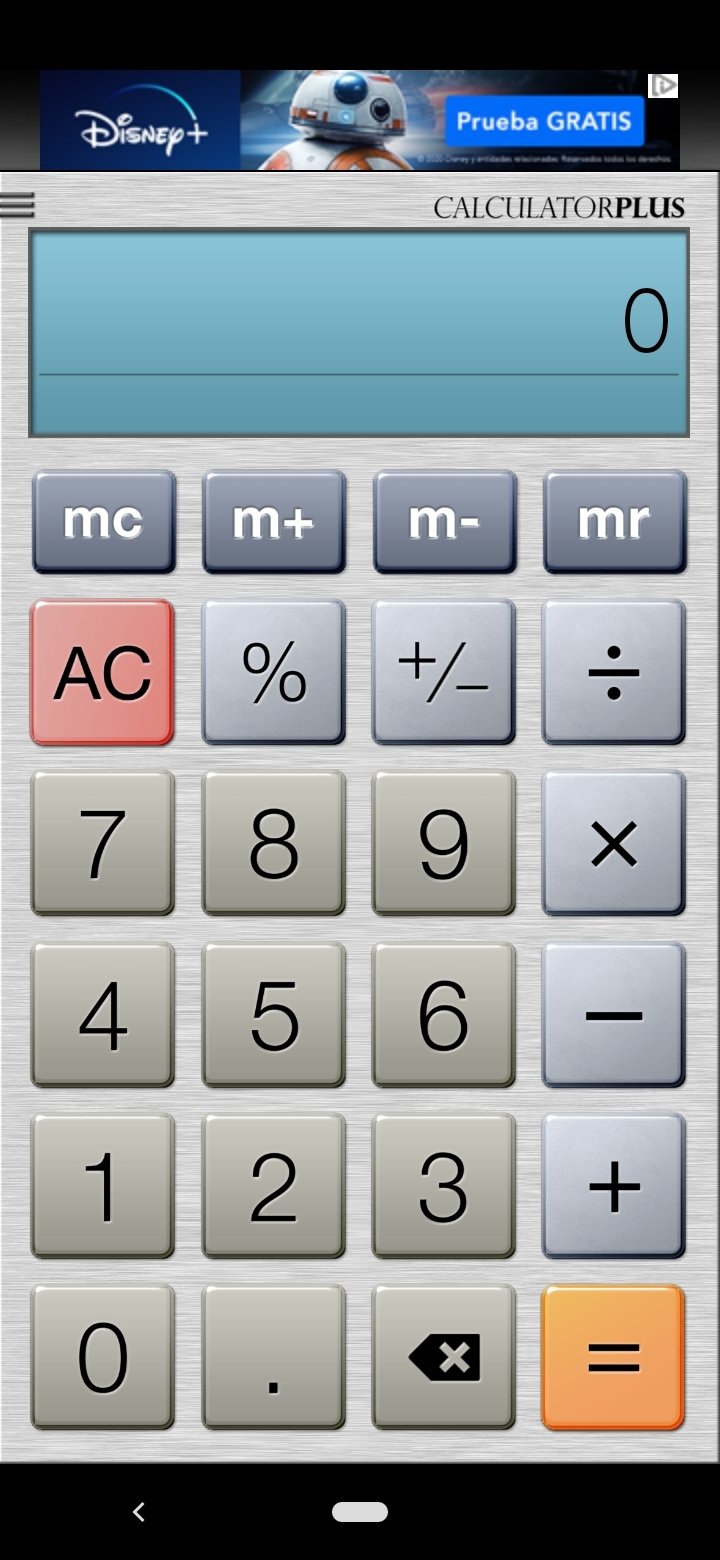 Disney+
Prueba GRATIS
© 2020 Disney y entidades relacionadas. Reservados todos los derechos.
CALCULATORPLUS
0
mc m+ m- mr
AC % +/− ÷
7 8 9 ×
4 5 6 −
1 2 3 +
0 . =